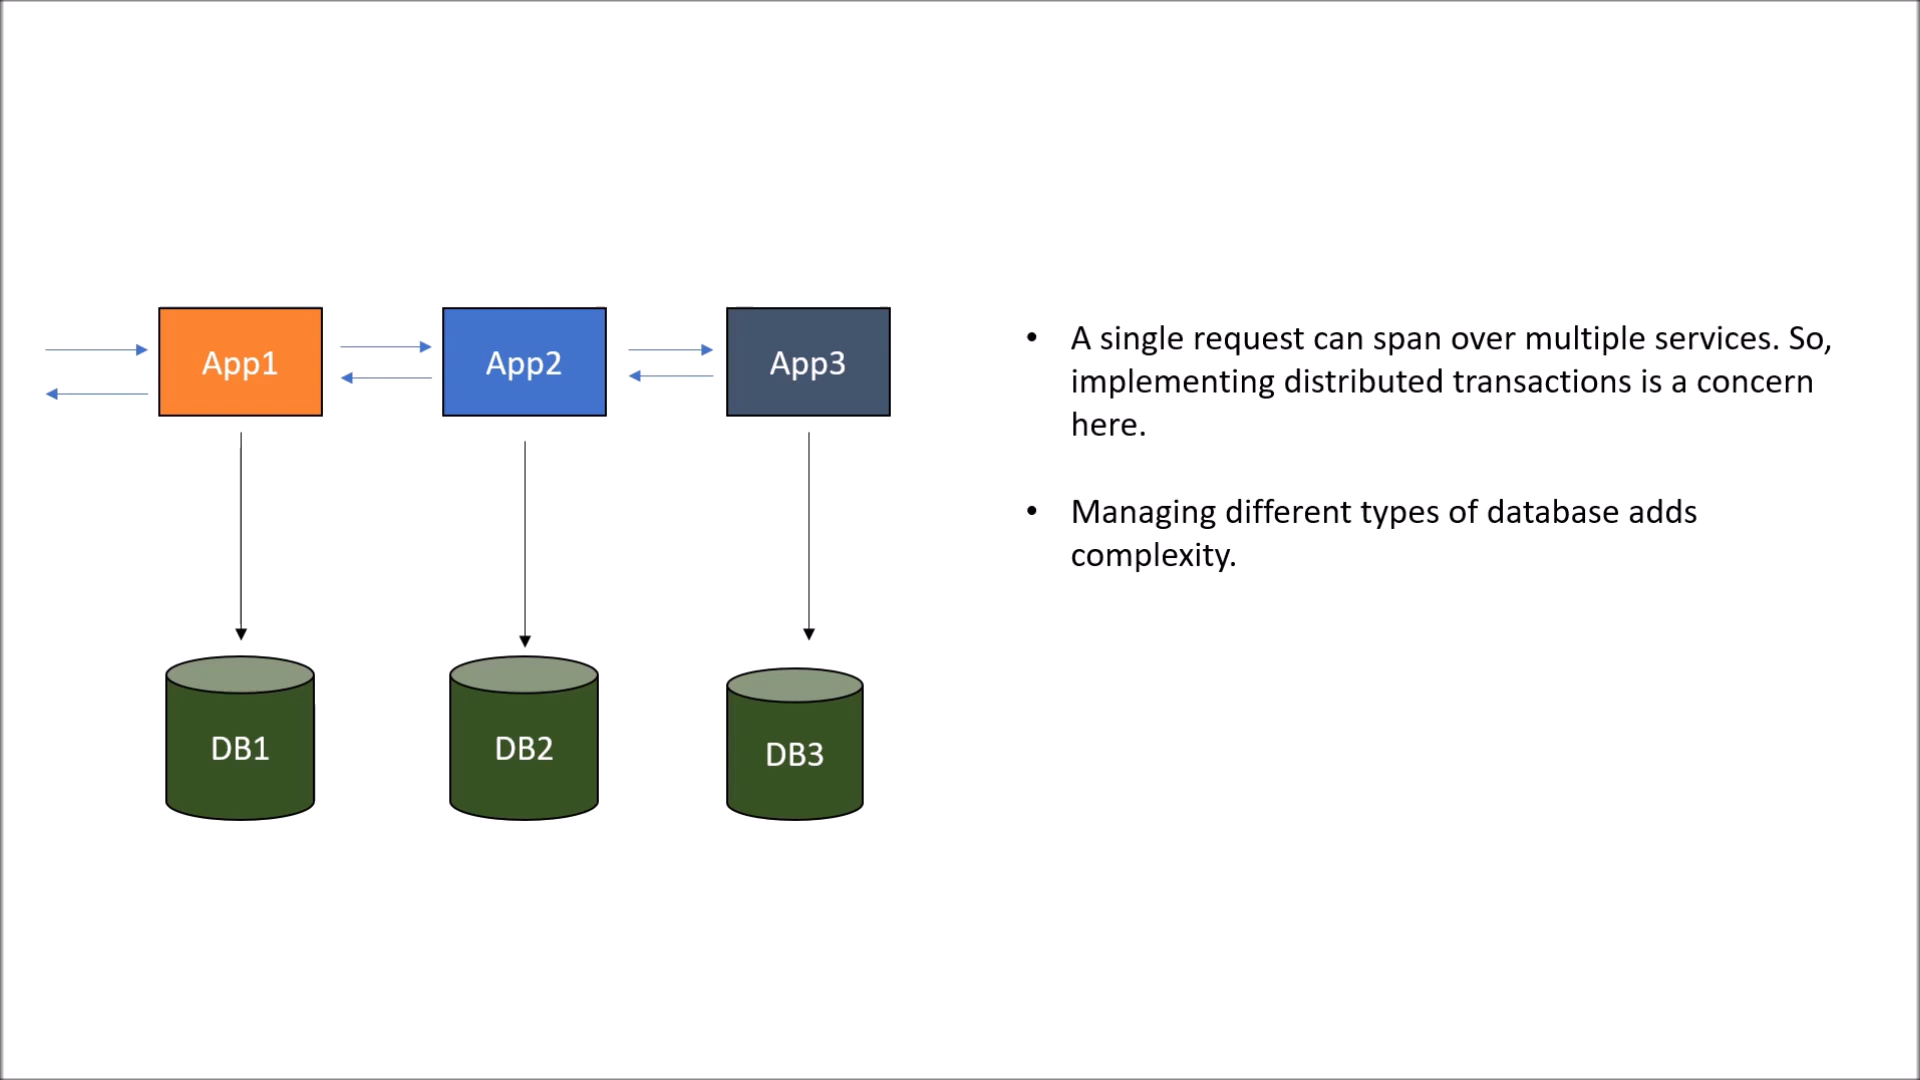 App1
App2
App3
DB1
DB2
DB3
• A single request can span over multiple services. So,
implementing distributed transactions is a concern
here.
• Managing different types of database adds
complexity.